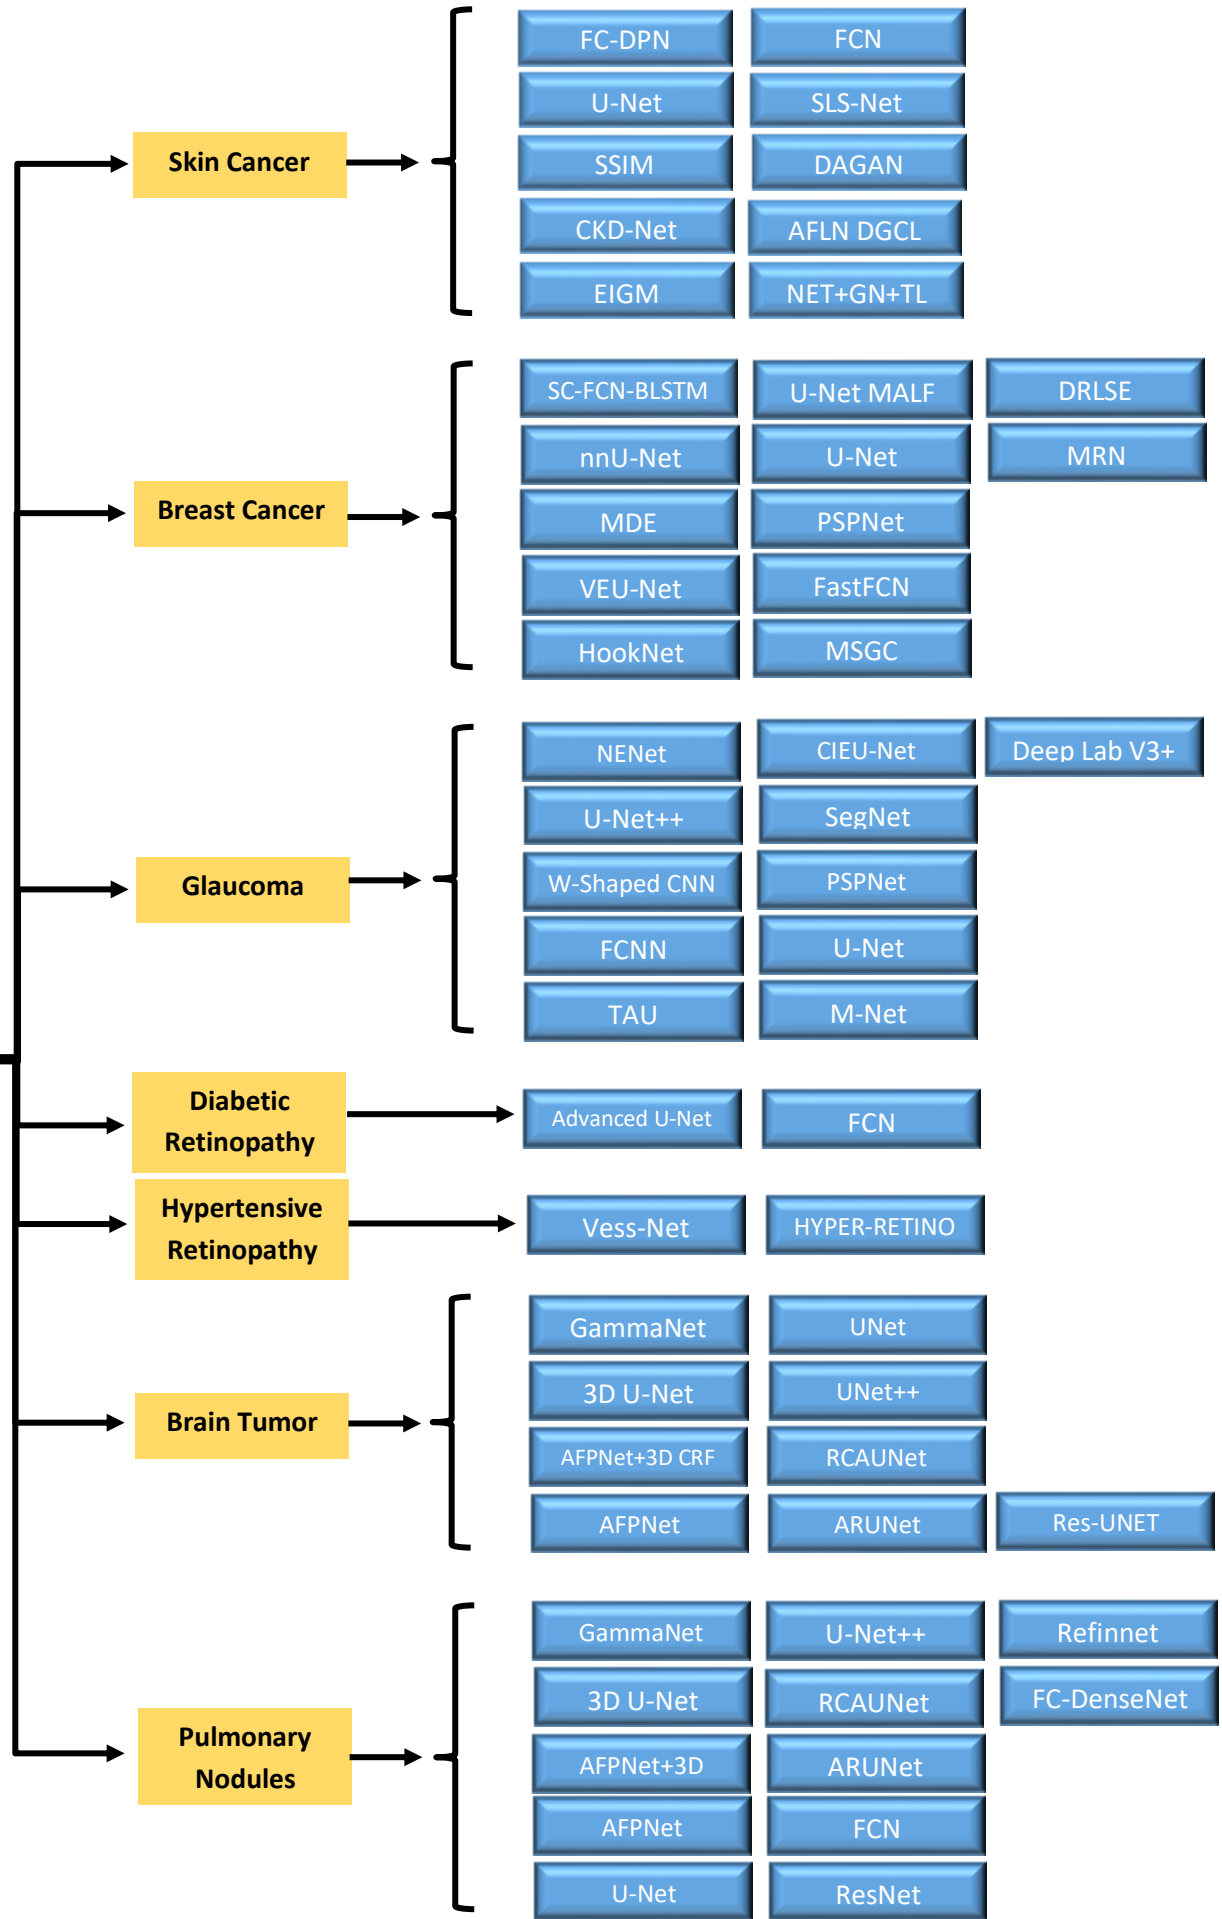 Skin Cancer
FC-DPN
FCN
U-Net
SLS-Net
SSIM
DAGAN
CKD-Net
AFLN DGCL
EIGM
NET+GN+TL
Breast Cancer
SC-FCN-BLSTM
U-Net MALF
DRLSE
nnU-Net
U-Net
MRN
MDE
PSPNet
VEU-Net
FastFCN
HookNet
MSGC
Glaucoma
NENet
CIEU-Net
Deep Lab V3+
U-Net++
SegNet
W-Shaped CNN
PSPNet
FCNN
U-Net
TAU
M-Net
Diabetic
Retinopathy
Advanced U-Net
FCN
Hypertensive
Retinopathy
Vess-Net
HYPER-RETINO
Brain Tumor
GammaNet
UNet
3D U-Net
UNet++
AFPNet+3D CRF
RCAUNet
AFPNet
ARUNet
Res-UNET
Pulmonary
Nodules
GammaNet
U-Net++
Refinnet
3D U-Net
RCAUNet
FC-DenseNet
AFPNet+3D
ARUNet
AFPNet
FCN
U-Net
ResNet